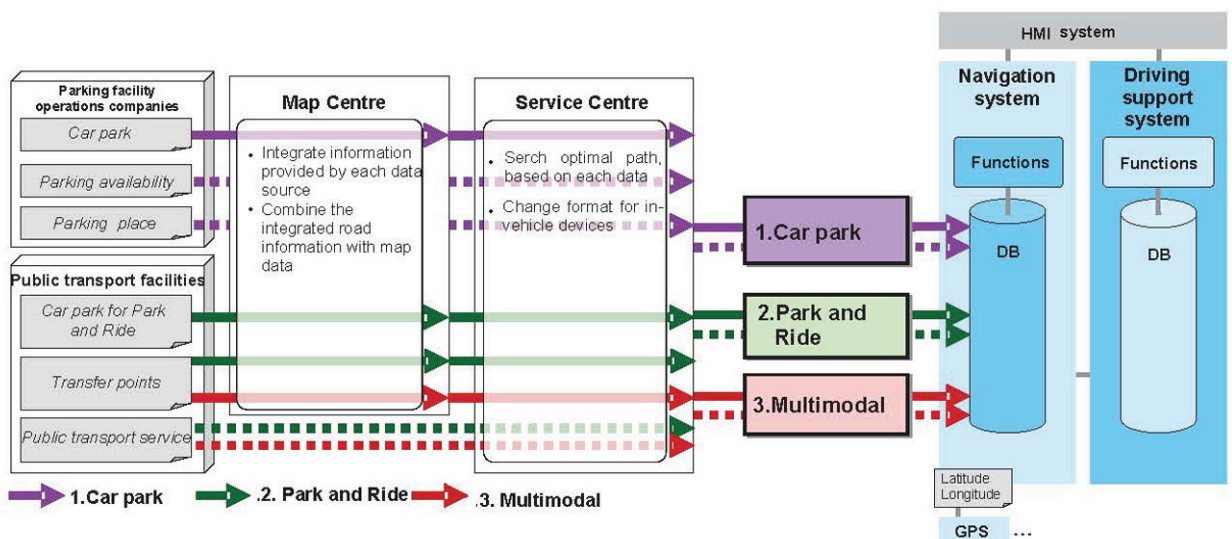 HMI system
Parking facility
operations companies
Car park
Parking availability
Parking place
Public transport facilities
Car park for Park
and Ride
Transfer points
Public transport service
Map Centre
• Integrate information
provided by each data
source
• Combine the
integrated road
information with map
data
Service Centre
• Serch optimal path,
based on each data
• Change format for in-
vehicle devices
1.Car park
2.Park and
Ride
3.Multimodal
Navigation
system
Functions
DB
Driving
support
system
Functions
DB
Latitude
Longitude
GPS ...
1.Car park
.2. Park and Ride
.3. Multimodal